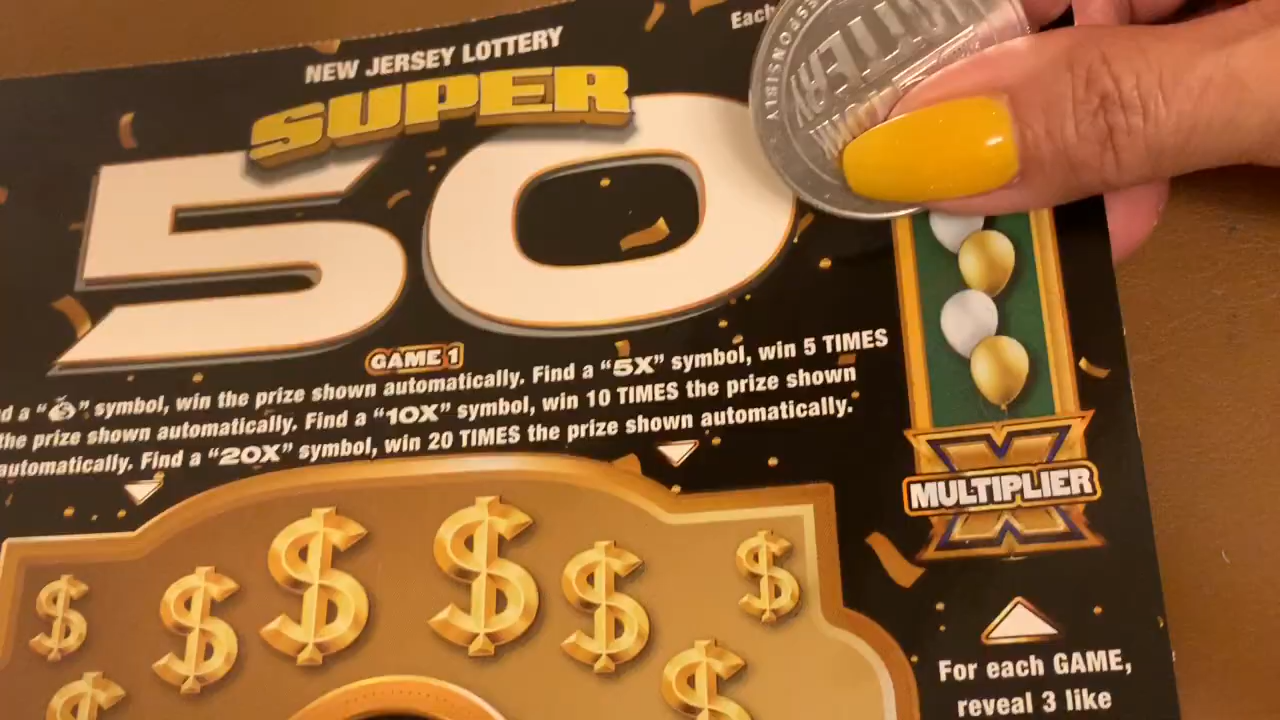 Each
NEW JERSEY LOTTERY
SUPER
50
GAME 1
symbol, win the prize shown automatically. Find a "5X" symbol, win 5 TIMES
the prize shown automatically. Find a "10X" symbol, win 10 TIMES the prize shown
automatically. Find a "20X" symbol, win 20 TIMES the prize shown automatically.
MULTIPLIER
For each GAME,
reveal 3 like